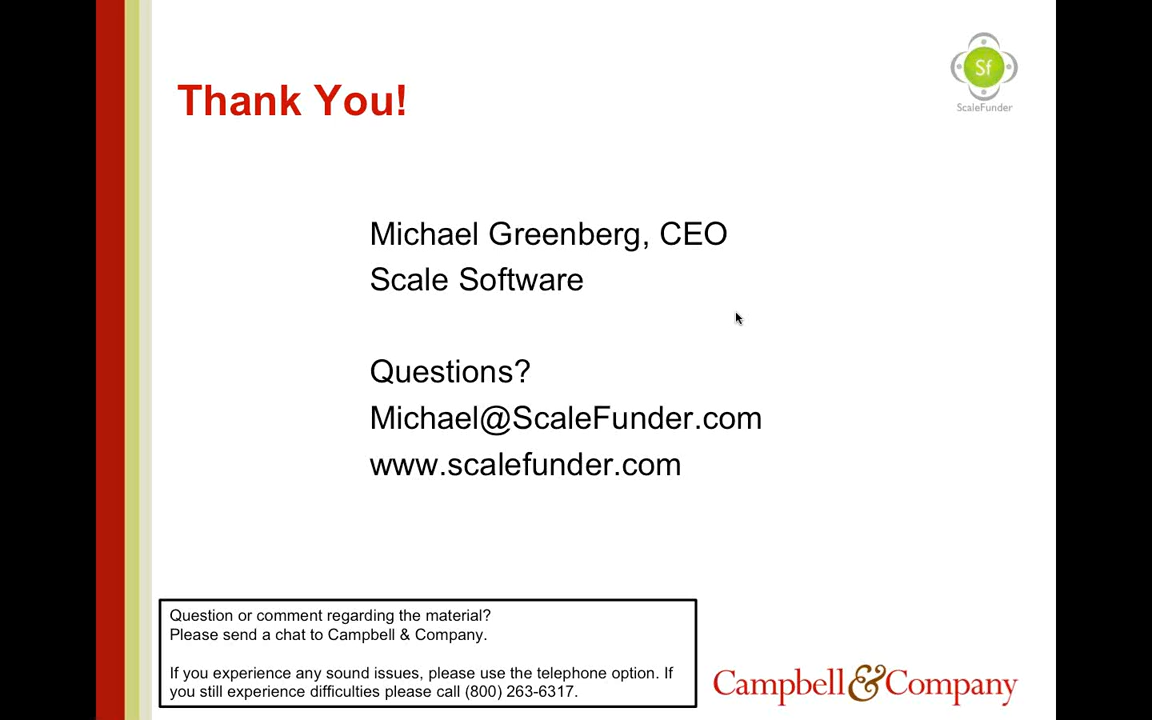 Thank You!
Sf
ScaleFunder
Michael Greenberg, CEO
Scale Software
Questions?
Michael@ScaleFunder.com
www.scalefunder.com
Question or comment regarding the material?
Please send a chat to Campbell & Company.
If you experience any sound issues, please use the telephone option. If
you still experience difficulties please call (800) 263-6317.
Campbell & Company